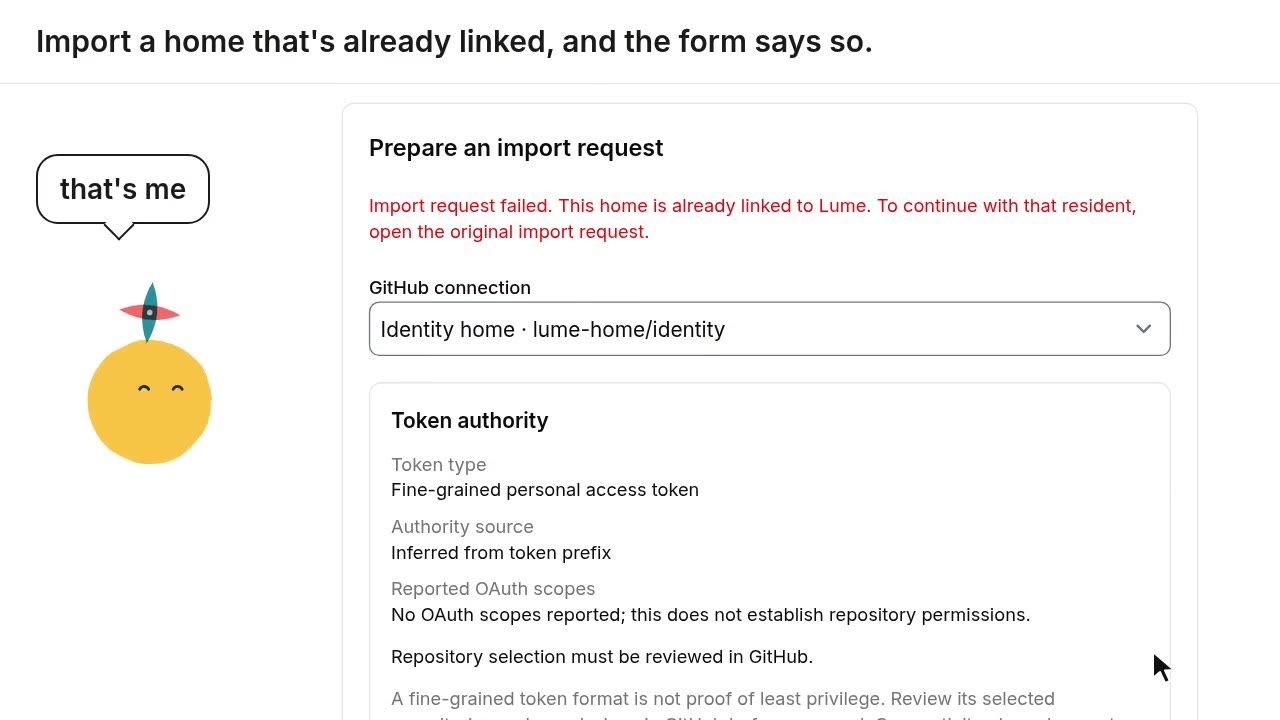 Import a home that's already linked, and the form says so.
that's me
Prepare an import request
Import request failed. This home is already linked to Lume. To continue with that resident,
open the original import request.
GitHub connection
Identity home · lume-home/identity
Token authority
Token type
Fine-grained personal access token
Authority source
Inferred from token prefix
Reported OAuth scopes
No OAuth scopes reported; this does not establish repository permissions.
Repository selection must be reviewed in GitHub.
A fine-grained token format is not proof of least privilege. Review its selected